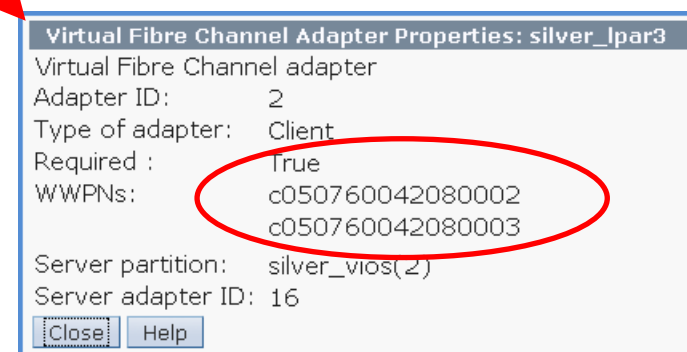 Virtual Fibre Channel Adapter Properties: silver_lpar3
Virtual Fibre Channel adapter
Adapter ID: 2
Type of adapter: Client
Required : True
WWPNs: c050760042080002
c050760042080003
Server partition: silver_vios(2)
Server adapter ID: 16
Close Help